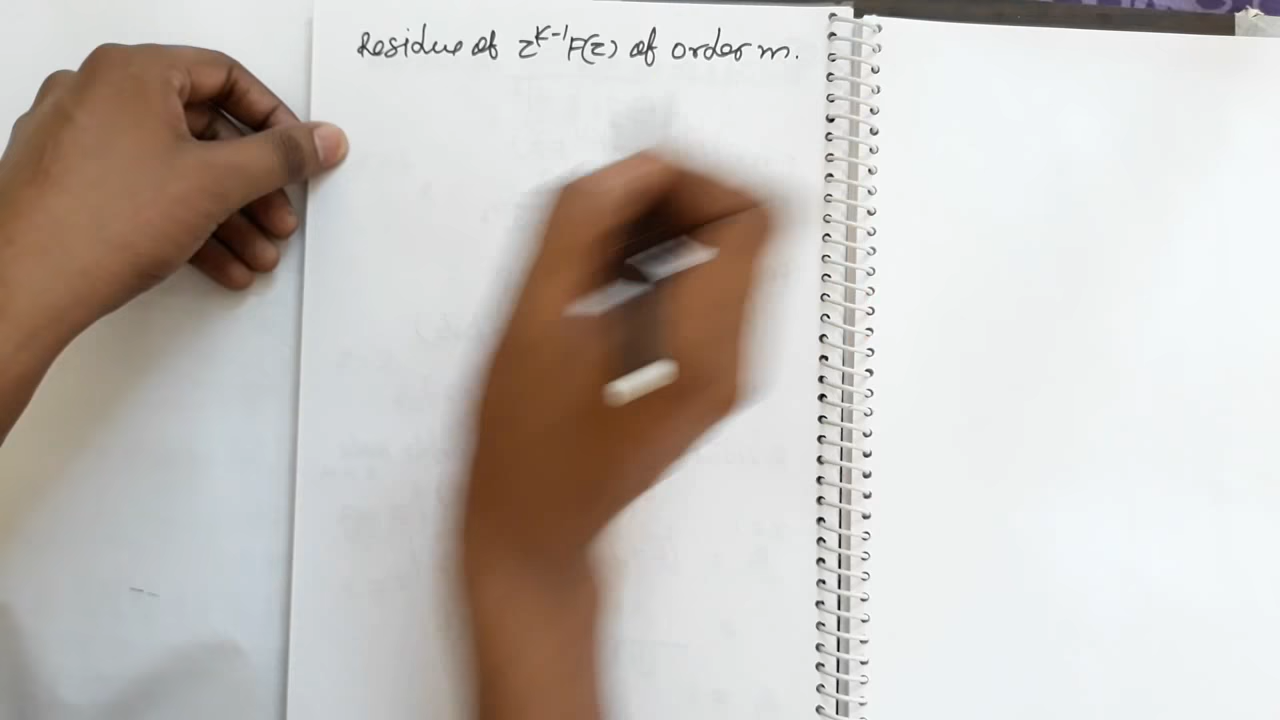 Residue of z^{k-1}F(z) of order m.